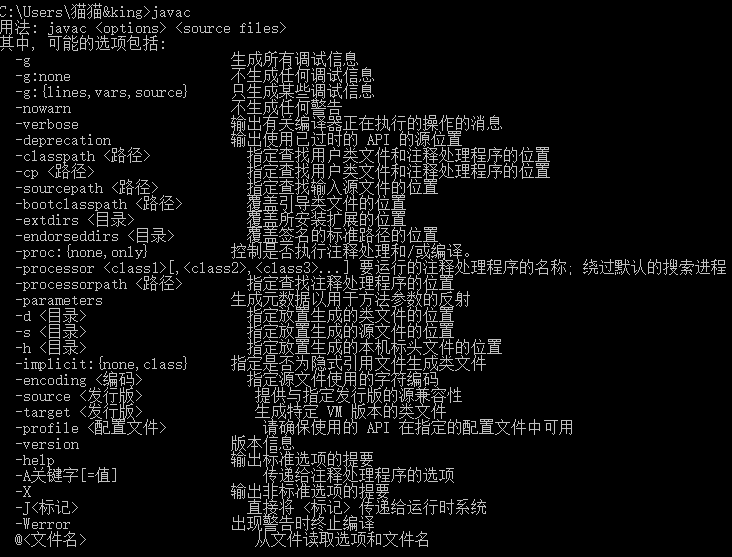 C:\Users\猫猫&king>javac
用法: javac <options> <source files>
其中, 可能的选项包括:
-g 生成所有调试信息
-g:none 不生成任何调试信息
-g:{lines,vars,source} 只生成某些调试信息
-nowarn 不生成任何警告
-verbose 输出有关编译器正在执行的操作的消息
-deprecation 输出使用已过时的 API 的源位置
-classpath <路径> 指定查找用户类文件和注释处理程序的位置
-cp <路径> 指定查找用户类文件和注释处理程序的位置
-sourcepath <路径> 指定查找输入源文件的位置
-bootclasspath <路径> 覆盖引导类文件的位置
-extdirs <目录> 覆盖所安装扩展的位置
-endorseddirs <目录> 覆盖签名的标准路径的位置
-proc:{none,only} 控制是否执行注释处理和/或编译。
-processor <class1>[,<class2>,<class3>...] 要运行的注释处理程序的名称; 绕过默认的搜索进程
-processorpath <路径> 指定查找注释处理程序的位置
-parameters 生成元数据以用于方法参数的反射
-d <目录> 指定放置生成的类文件的位置
-s <目录> 指定放置生成的源文件的位置
-h <目录> 指定放置生成的本机标头文件的位置
-implicit:{none,class} 指定是否为隐式引用文件生成类文件
-encoding <编码> 指定源文件使用的字符编码
-source <发行版> 提供与指定发行版的源兼容性
-target <发行版> 生成特定 VM 版本的类文件
-profile <配置文件> 请确保使用的 API 在指定的配置文件中可用
-version 版本信息
-help 输出标准选项的提要
-A关键字[=值] 传递给注释处理程序的选项
-X 输出非标准选项的提要
-J<标记> 直接将 <标记> 传递给运行时系统
-Werror 出现警告时终止编译
@<文件名> 从文件读取选项和文件名